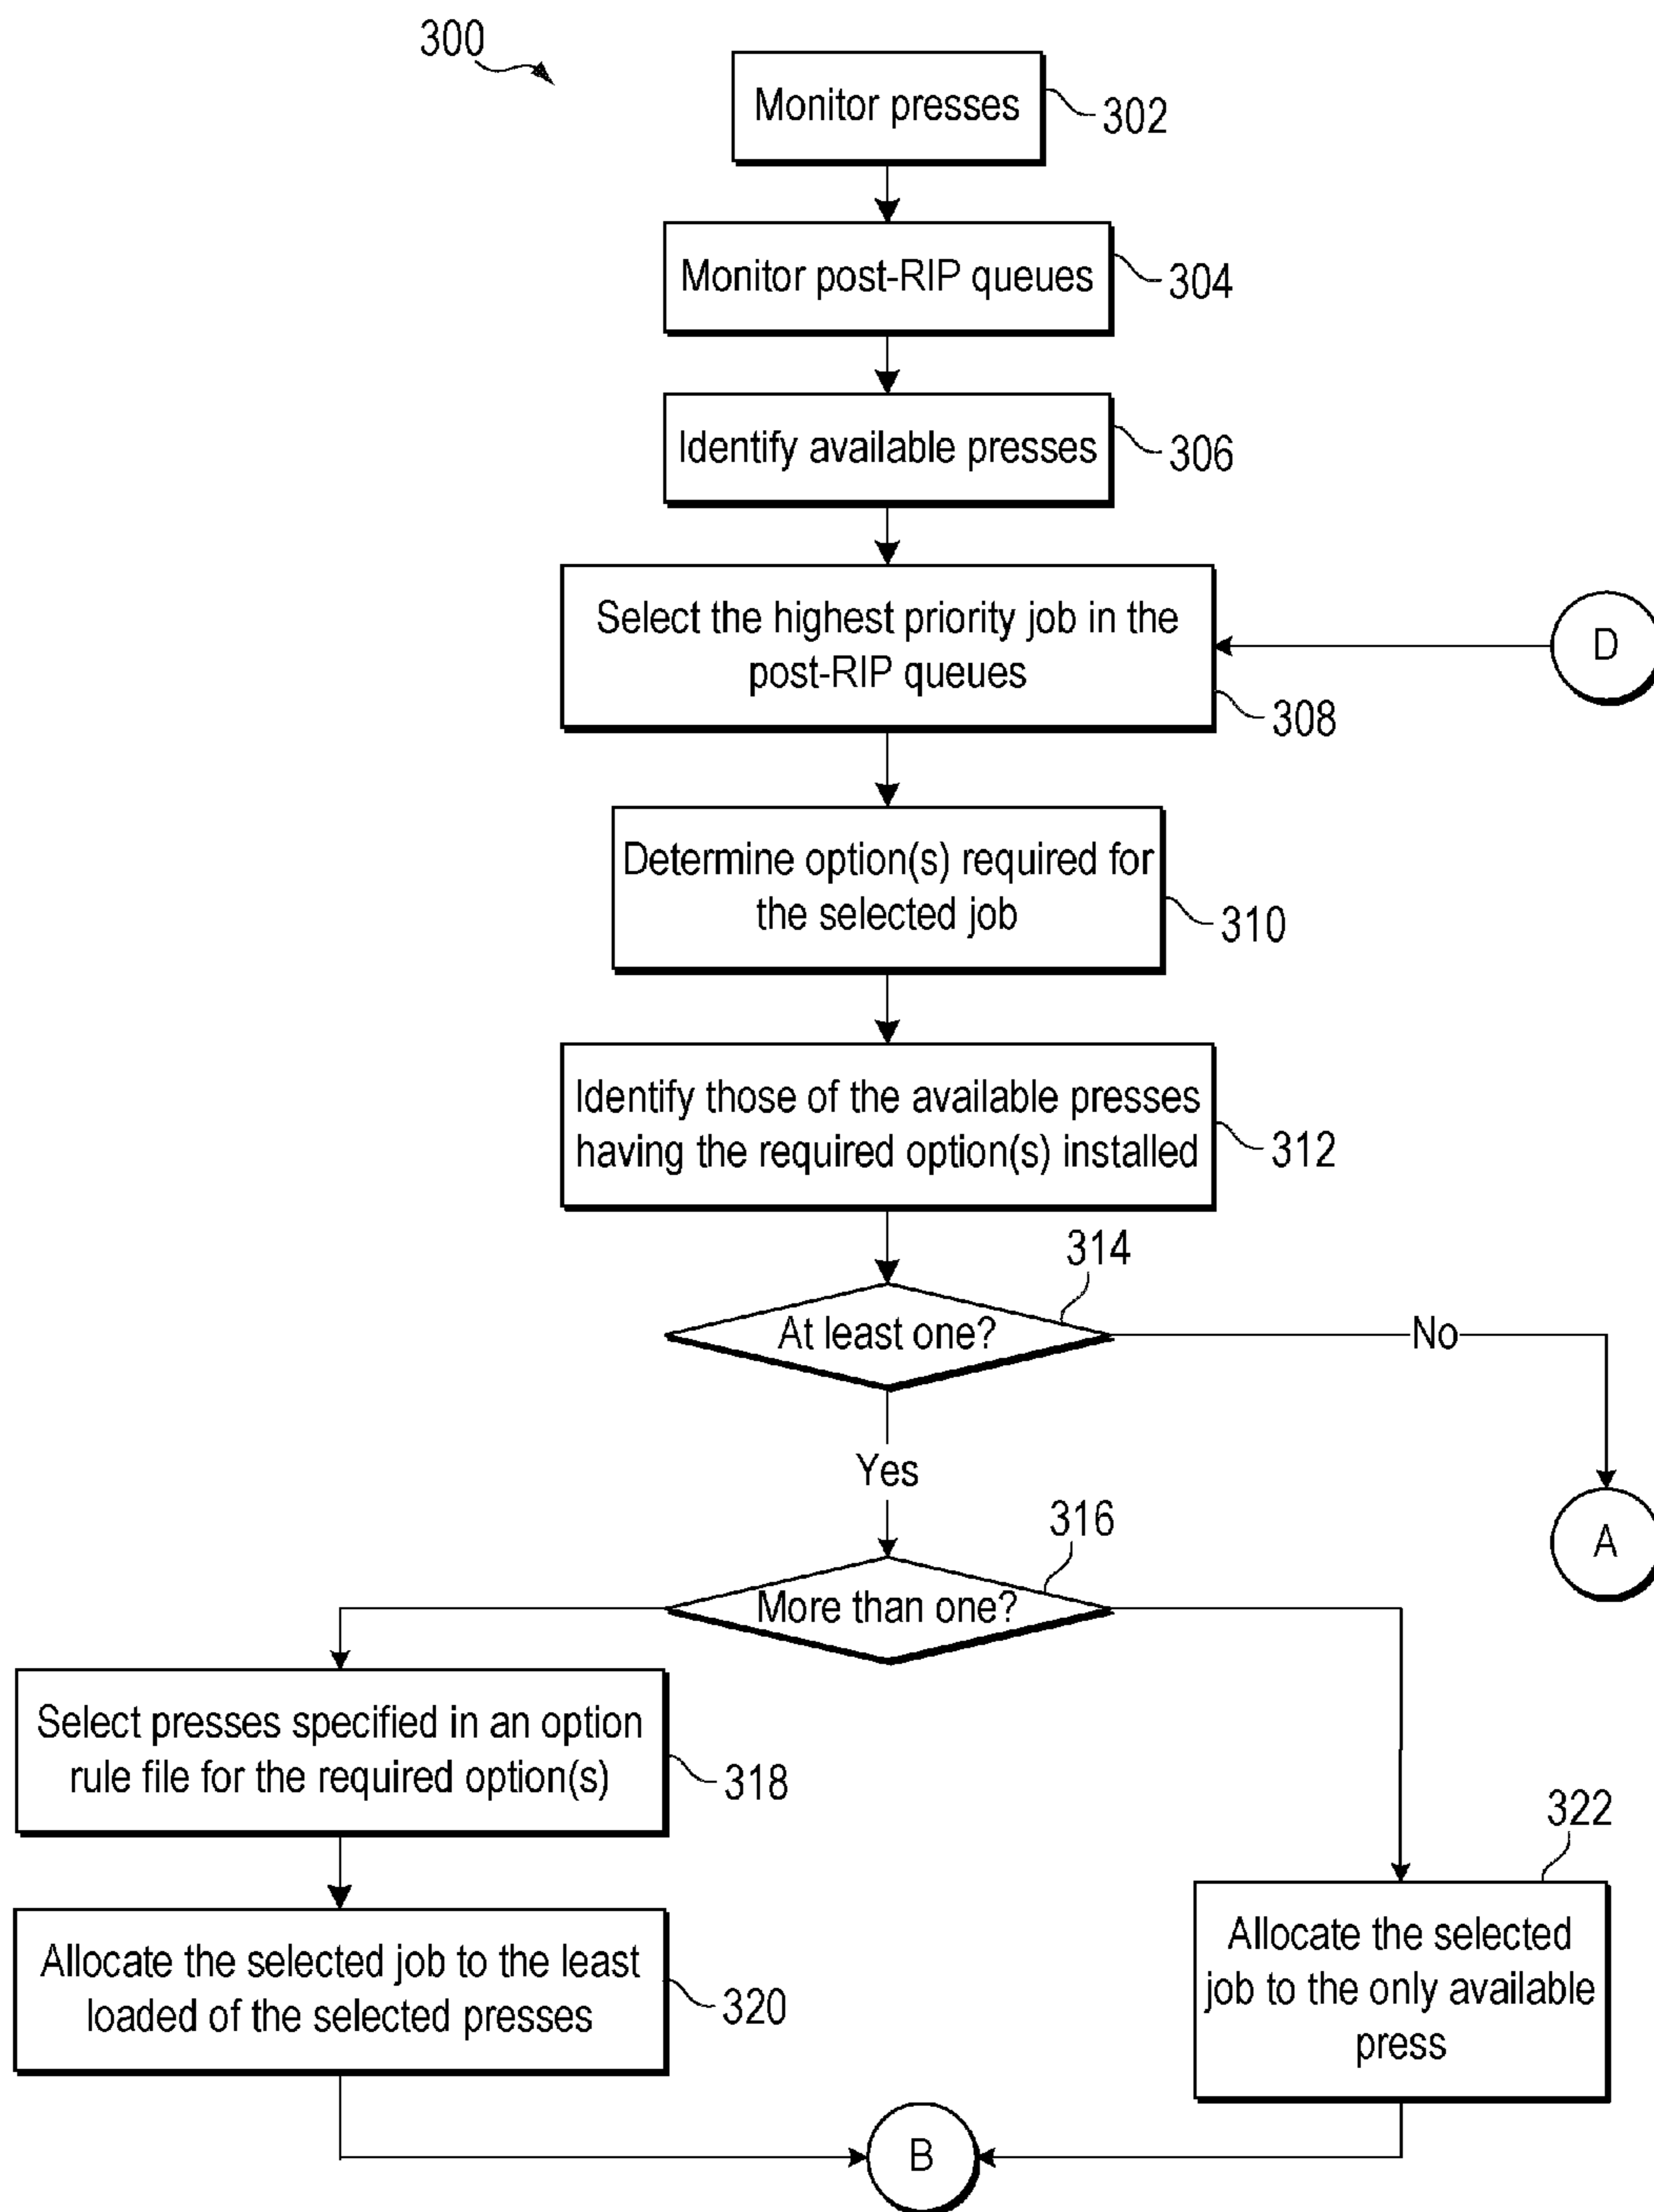 300
Monitor presses
302
Monitor post-RIP queues
304
Identify available presses
306
Select the highest priority job in the
post-RIP queues
308
D
Determine option(s) required for
the selected job
310
Identify those of the available presses
having the required option(s) installed
312
314
At least one?
No
Yes
A
316
More than one?
Select presses specified in an option
rule file for the required option(s)
318
322
Allocate the selected job to the least
loaded of the selected presses
320
Allocate the selected
job to the only available
press
B